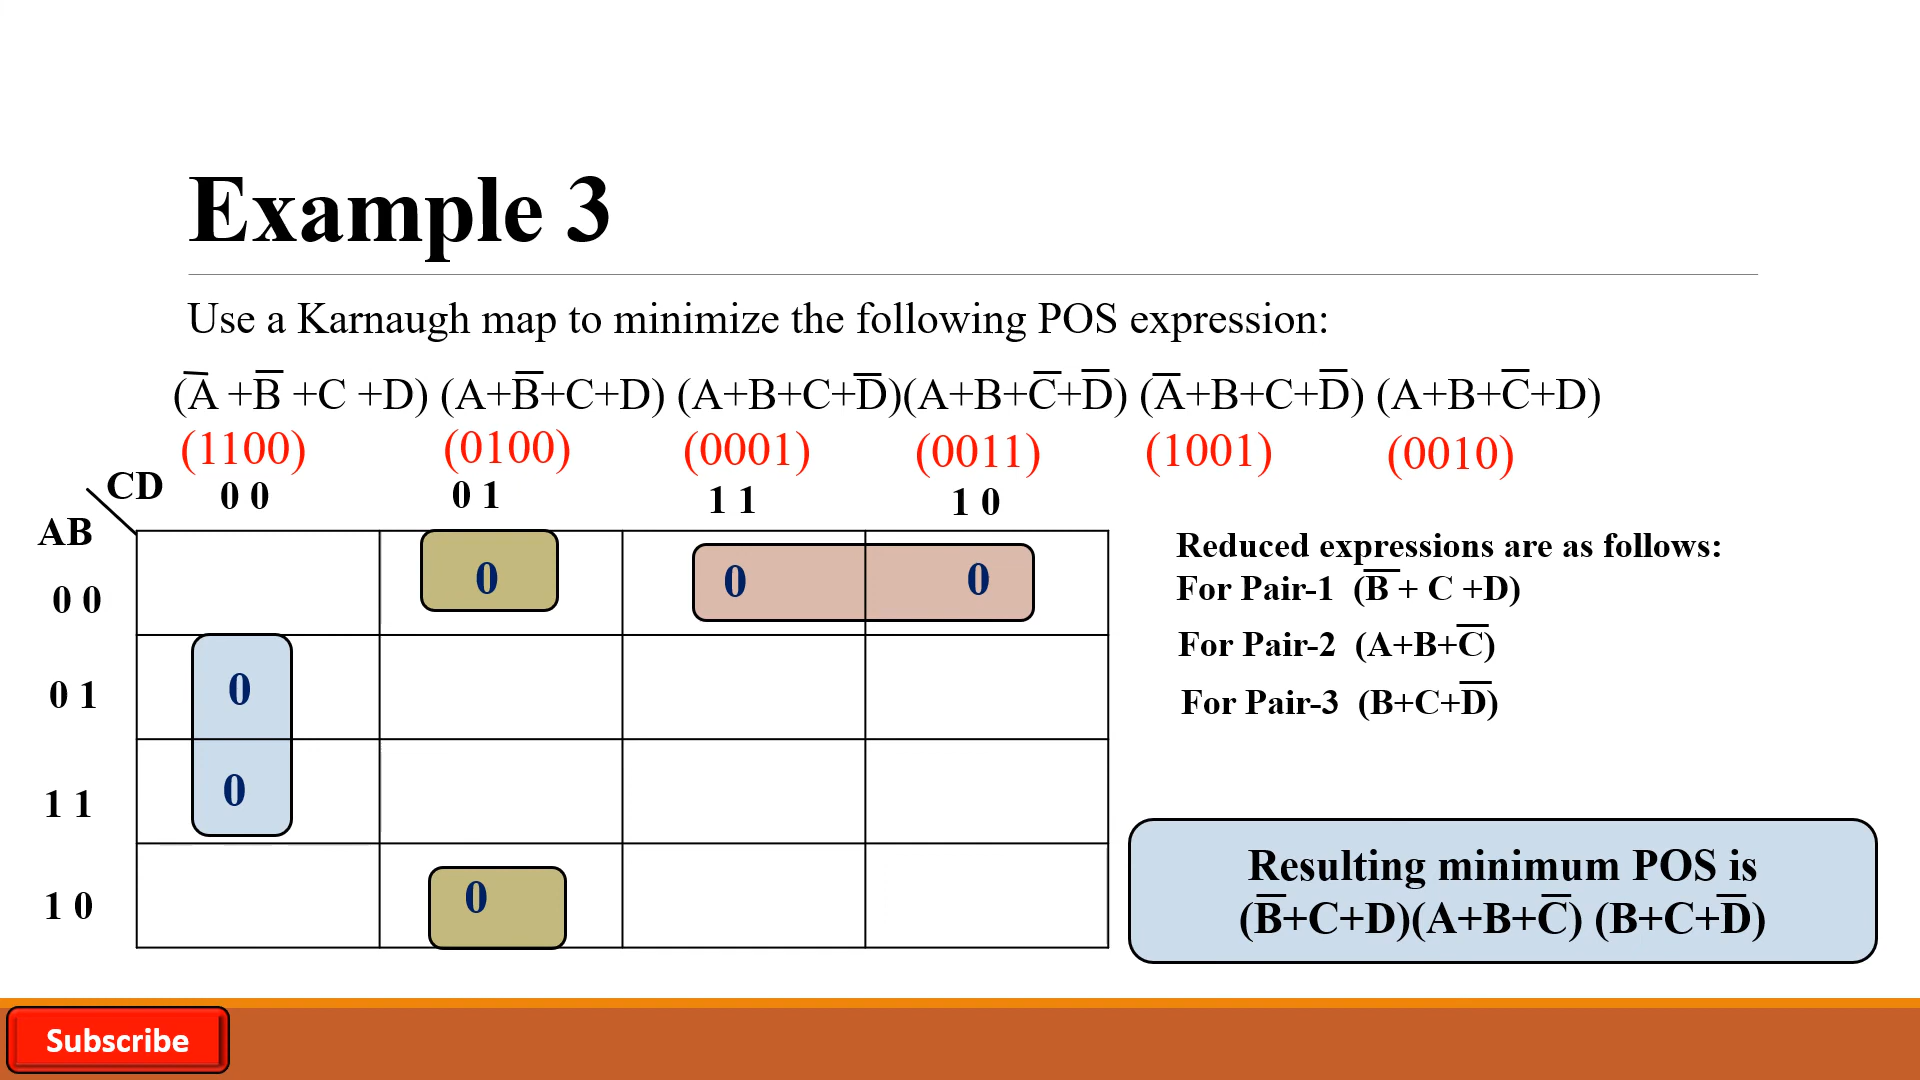 Example 3
Use a Karnaugh map to minimize the following POS expression:
(A̅ +B̅ +C +D) (A+B̅+C+D) (A+B+C+D̅)(A+B+C̅+D̅) (A̅+B+C+D̅) (A+B+C̅+D)
(1100) (0100) (0001) (0011) (1001) (0010)
CD 0 0 0 1 1 1 1 0
AB
0 0 0 0 0
0 1 0
1 1 0
1 0 0
Reduced expressions are as follows:
For Pair-1 (B̅ + C +D)
For Pair-2 (A+B+C̅)
For Pair-3 (B+C+D̅)
Resulting minimum POS is
(B̅+C+D)(A+B+C̅) (B+C+D̅)
Subscribe